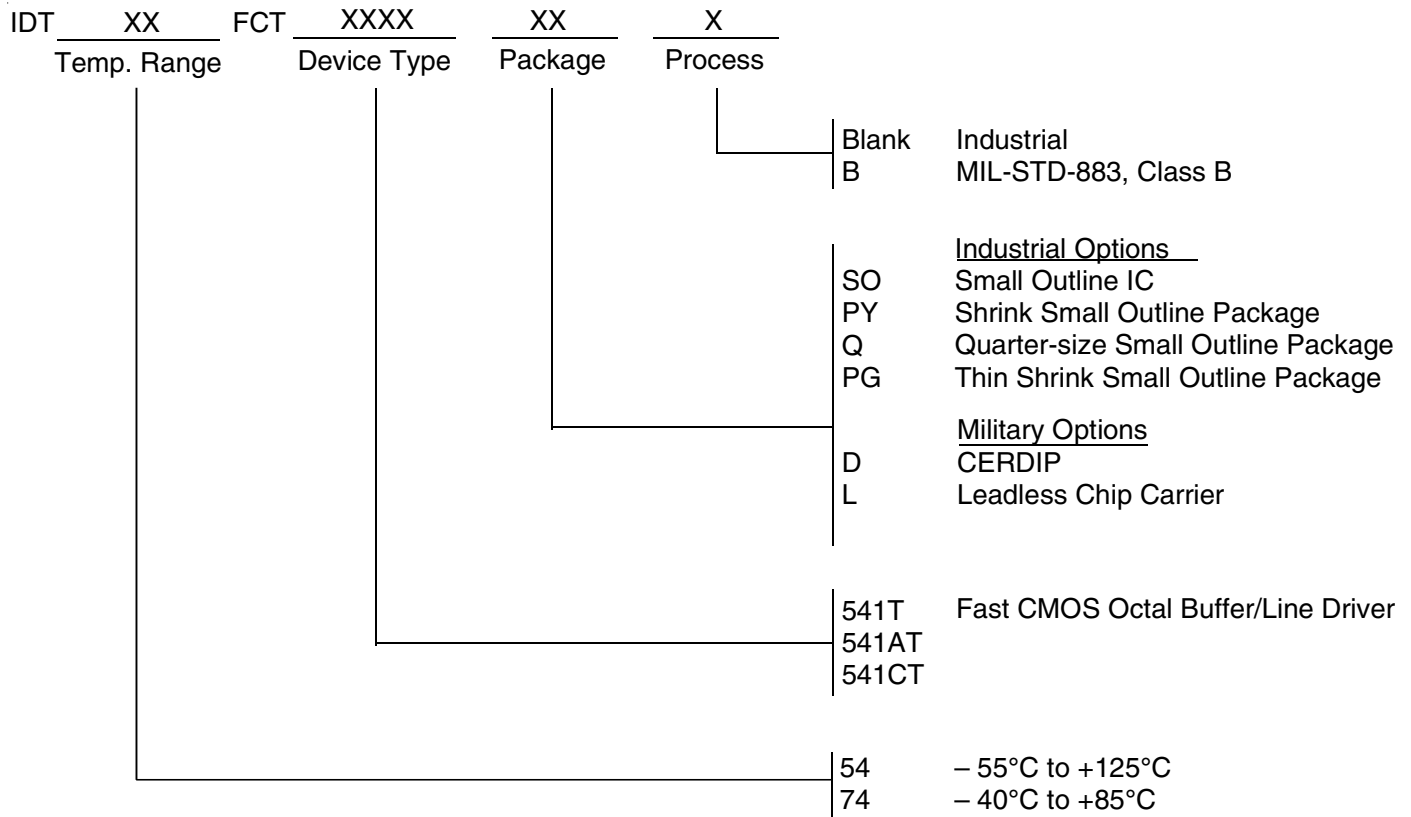 IDT XX FCT XXXX XX X
Temp. Range Device Type Package Process
Blank Industrial
B MIL-STD-883, Class B
Industrial Options
SO Small Outline IC
PY Shrink Small Outline Package
Q Quarter-size Small Outline Package
PG Thin Shrink Small Outline Package
Military Options
D CERDIP
L Leadless Chip Carrier
541T Fast CMOS Octal Buffer/Line Driver
541AT
541CT
54 – 55°C to +125°C
74 – 40°C to +85°C